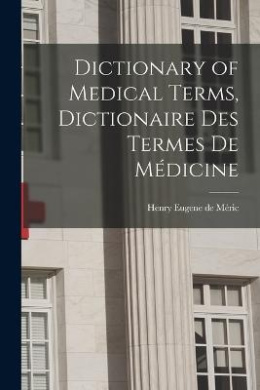 Dictionary of
Medical Terms,
Dictionaire Des
Termes De
Médicine
Henry Eugene de Méric